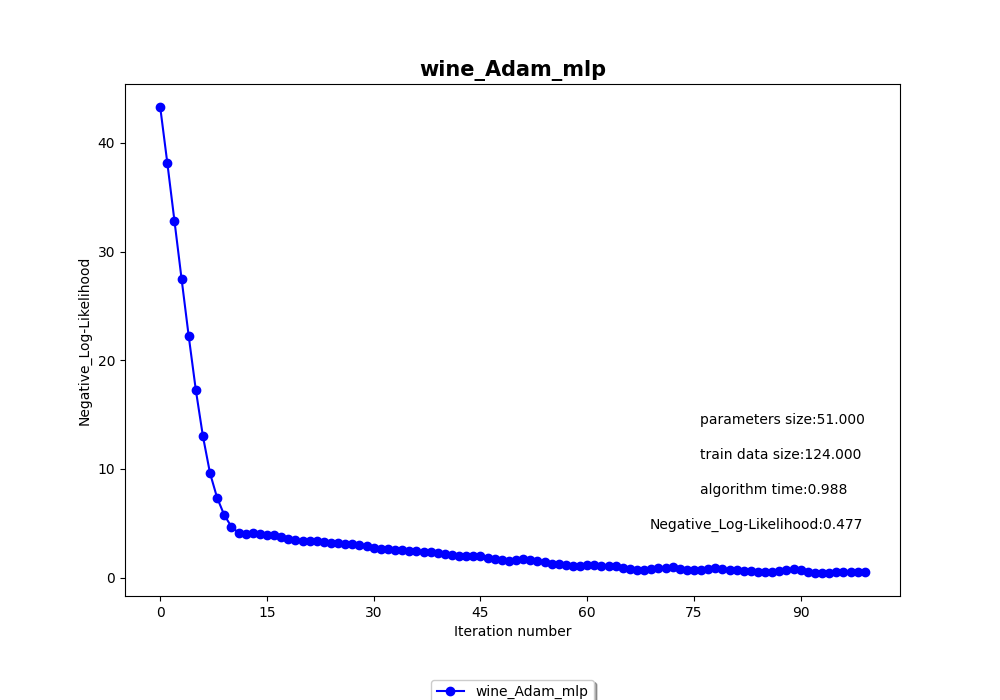 wine_Adam_mlp
Negative_Log-Likelihood
40
30
20
10
0
parameters size:51.000
train data size:124.000
algorithm time:0.988
Negative_Log-Likelihood:0.477
0 15 30 45 60 75 90
Iteration number
wine_Adam_mlp